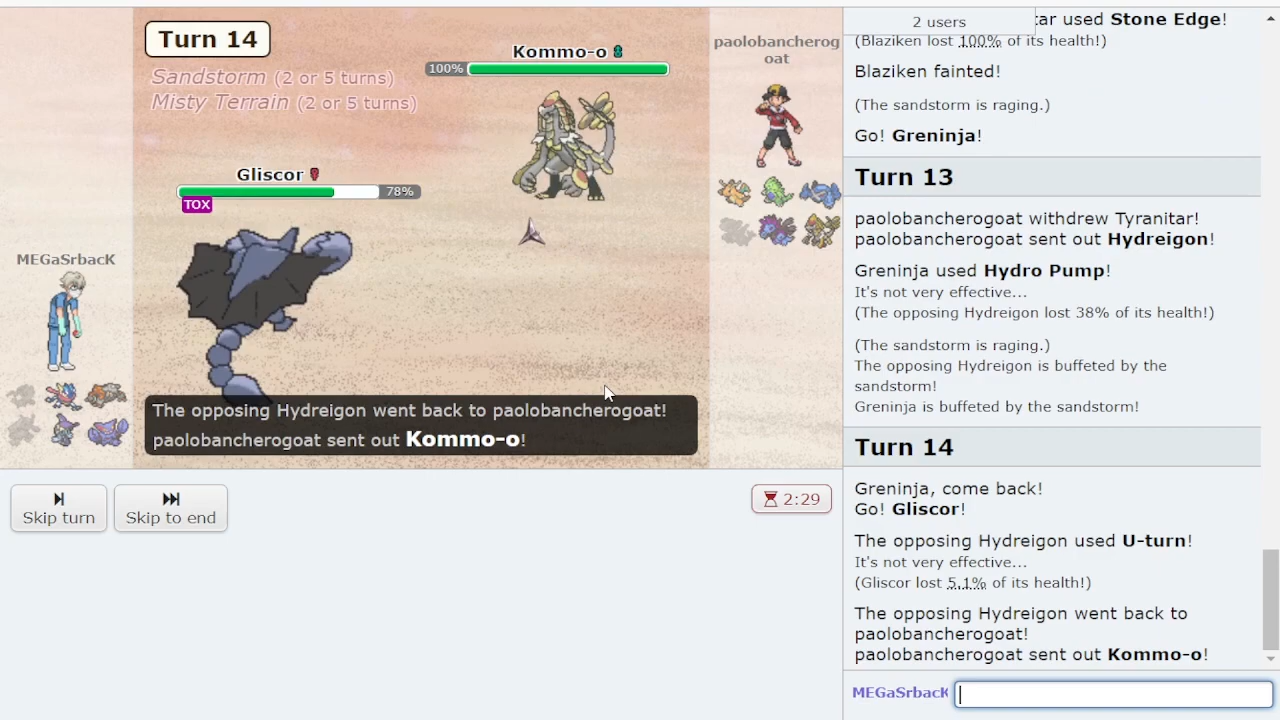 Turn 14
Sandstorm (2 or 5 turns)
Misty Terrain (2 or 5 turns)
Kommo-o
100%
Gliscor
78%
TOX
MEGaSrbacK
paolobancherog
oat
The opposing Hydreigon went back to paolobancherogoat!
paolobancherogoat sent out Kommo-o!
Skip turn
Skip to end
2:29
2 users
tar used Stone Edge!
(Blaziken lost 100% of its health!)
Blaziken fainted!
(The sandstorm is raging.)
Go! Greninja!
Turn 13
paolobancherogoat withdrew Tyranitar!
paolobancherogoat sent out Hydreigon!
Greninja used Hydro Pump!
It's not very effective...
(The opposing Hydreigon lost 38% of its health!)
(The sandstorm is raging.)
The opposing Hydreigon is buffeted by the
sandstorm!
Greninja is buffeted by the sandstorm!
Turn 14
Greninja, come back!
Go! Gliscor!
The opposing Hydreigon used U-turn!
It's not very effective...
(Gliscor lost 5.1% of its health!)
The opposing Hydreigon went back to
paolobancherogoat!
paolobancherogoat sent out Kommo-o!
MEGaSrbacK